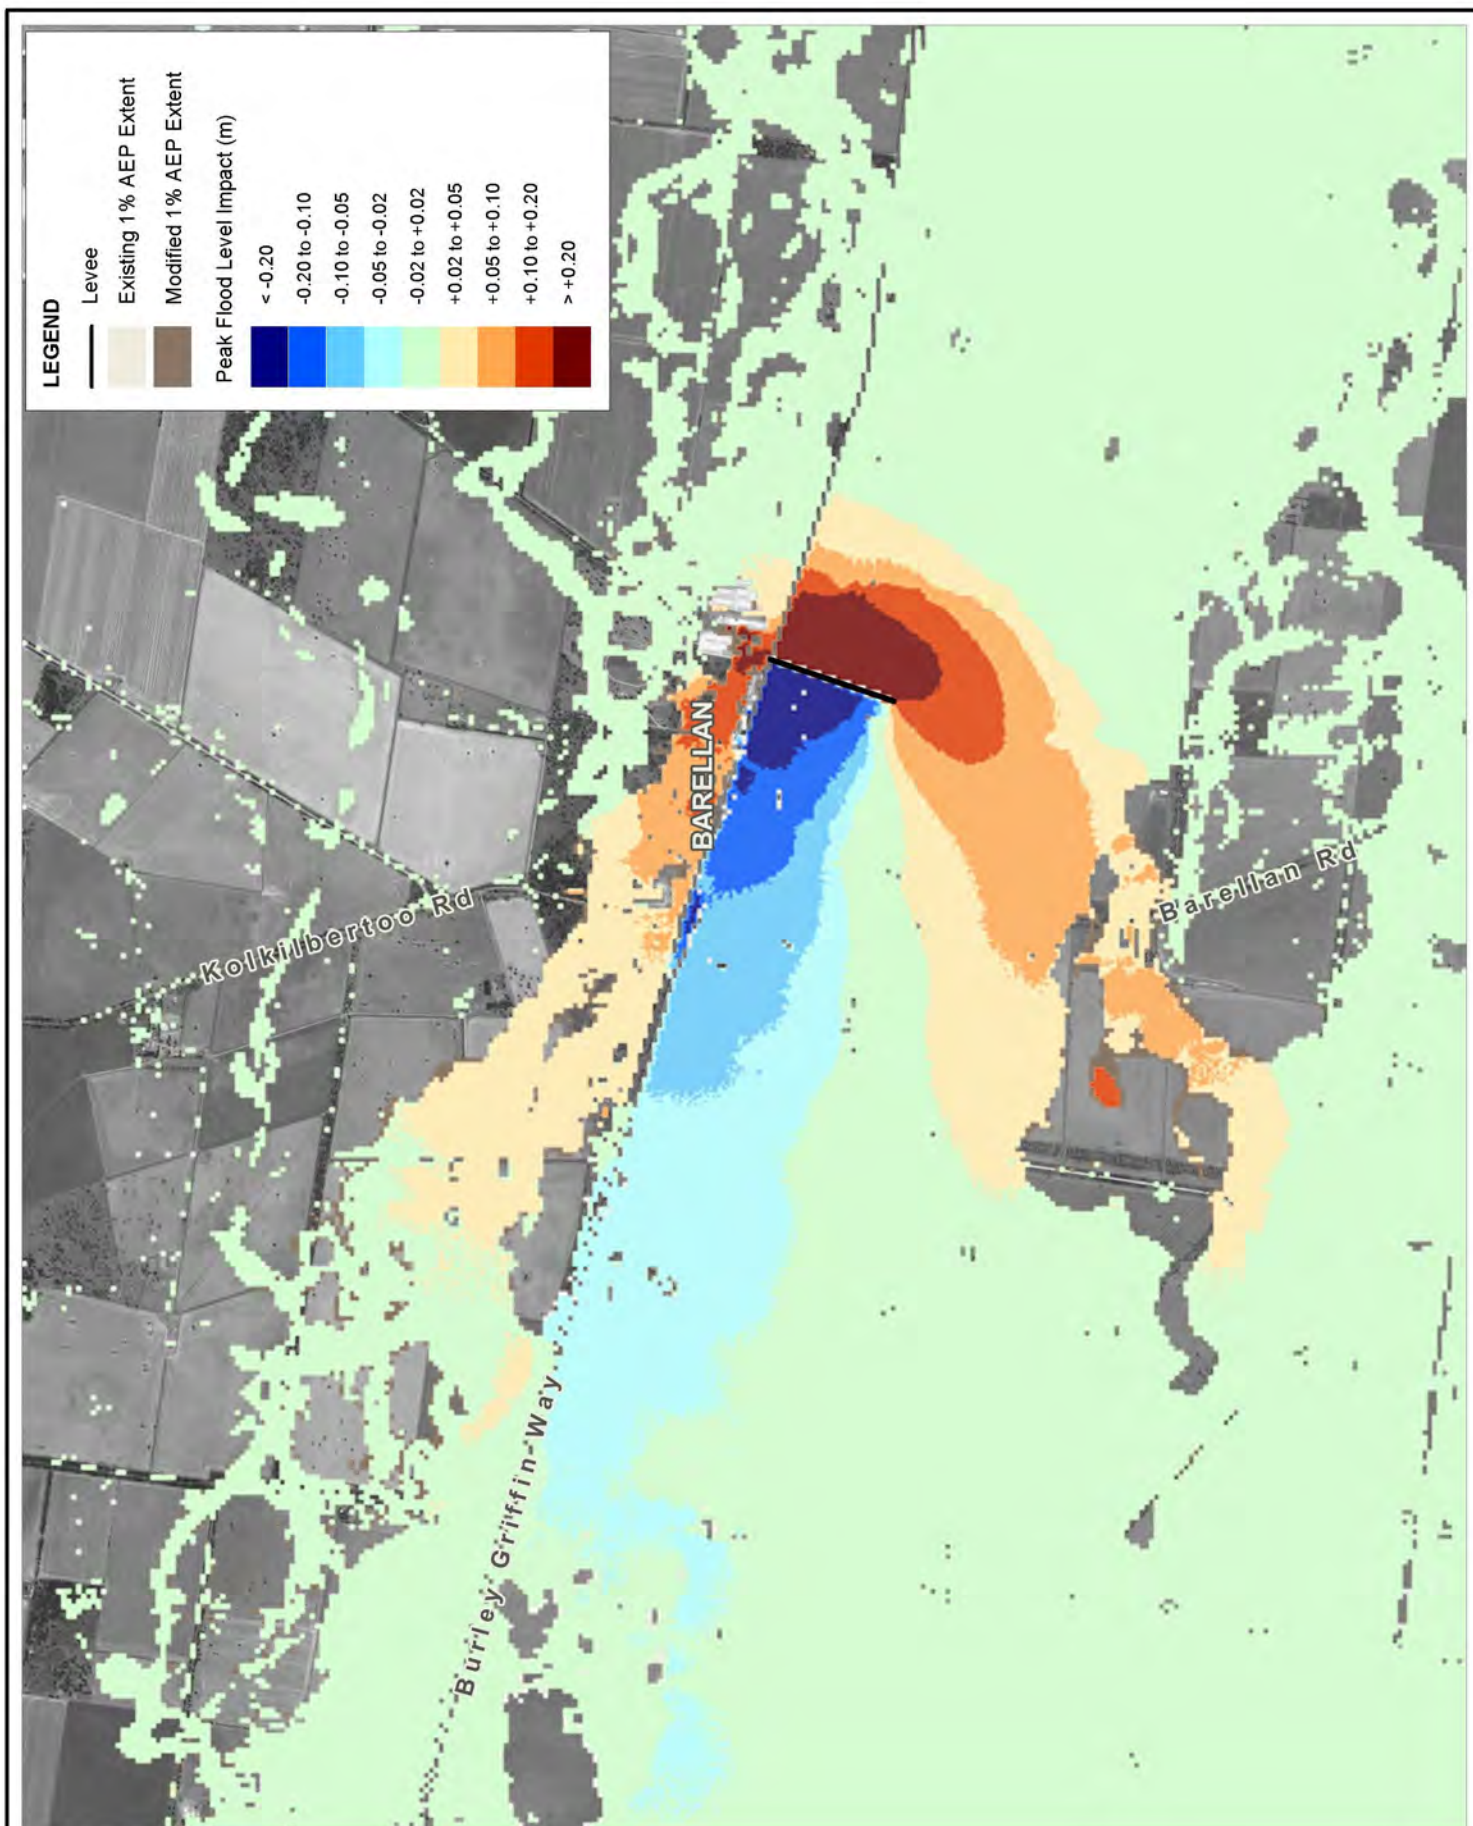 LEGEND
Levee
Existing 1% AEP Extent
Modified 1% AEP Extent
Peak Flood Level Impact (m)
< -0.20
-0.20 to -0.10
-0.10 to -0.05
-0.05 to -0.02
-0.02 to +0.02
+0.02 to +0.05
+0.05 to +0.10
+0.10 to +0.20
> +0.20
Kolkilbertoo Rd
BARELLAN
Barellan Rd
Burley Griffin Way